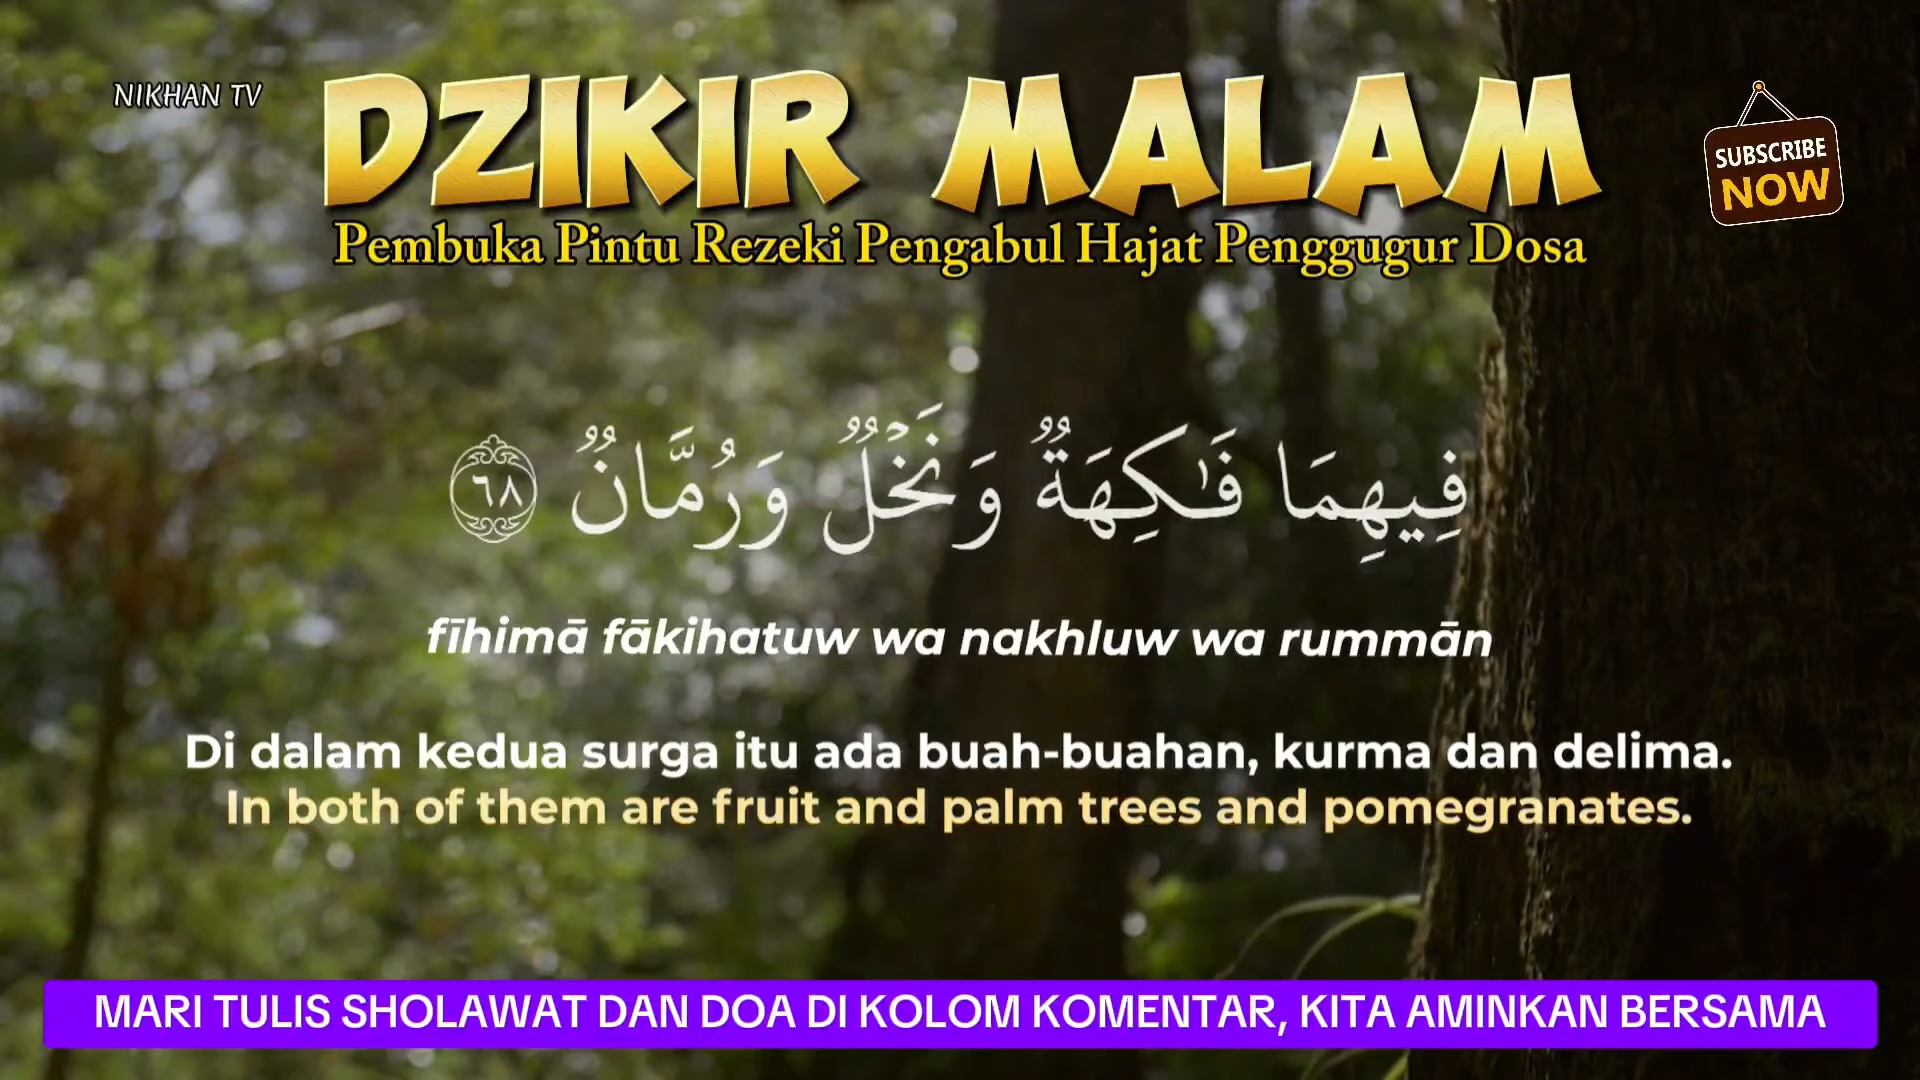 NIKHAN TV
DZIKIR MALAM
SUBSCRIBE
NOW
Pembuka Pintu Rezeki Pengabul Hajat Penggugur Dosa
فِيهِمَا فَـٰكِهَةٌۭ وَنَخْلٌۭ وَرُمَّانٌۭ ٦٨
fīhimā fākihatuw wa nakhluw wa rummān
Di dalam kedua surga itu ada buah-buahan, kurma dan delima.
In both of them are fruit and palm trees and pomegranates.
MARI TULIS SHOLAWAT DAN DOA DI KOLOM KOMENTAR, KITA AMINKAN BERSAMA